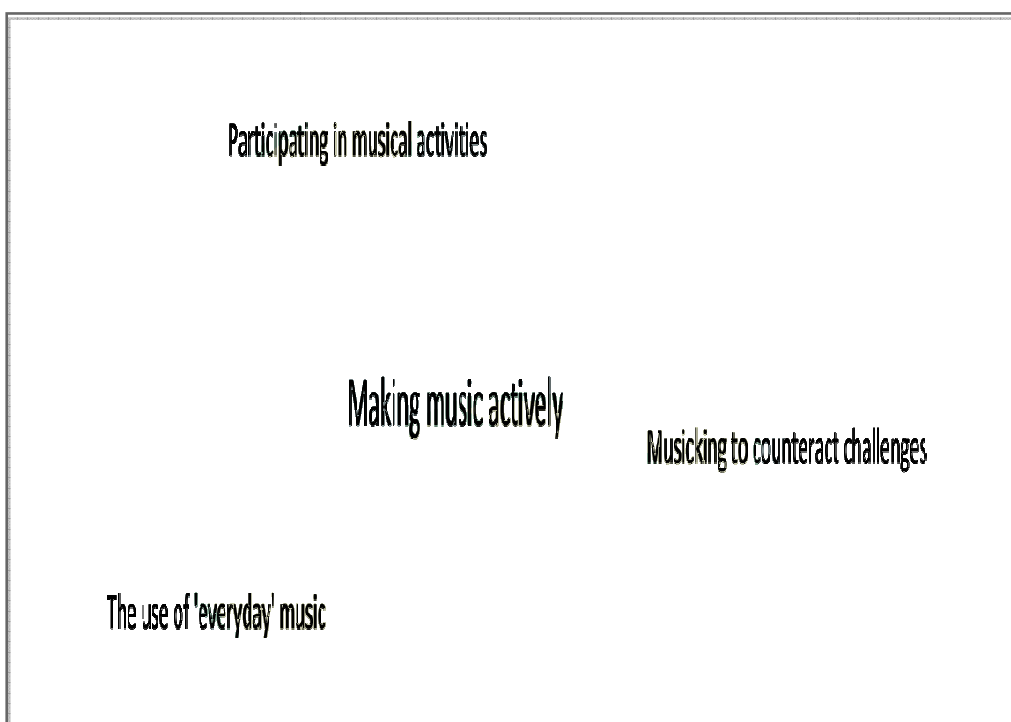 Participating in musical activities
Making music actively
Musicking to counteract challenges
The use of 'everyday' music